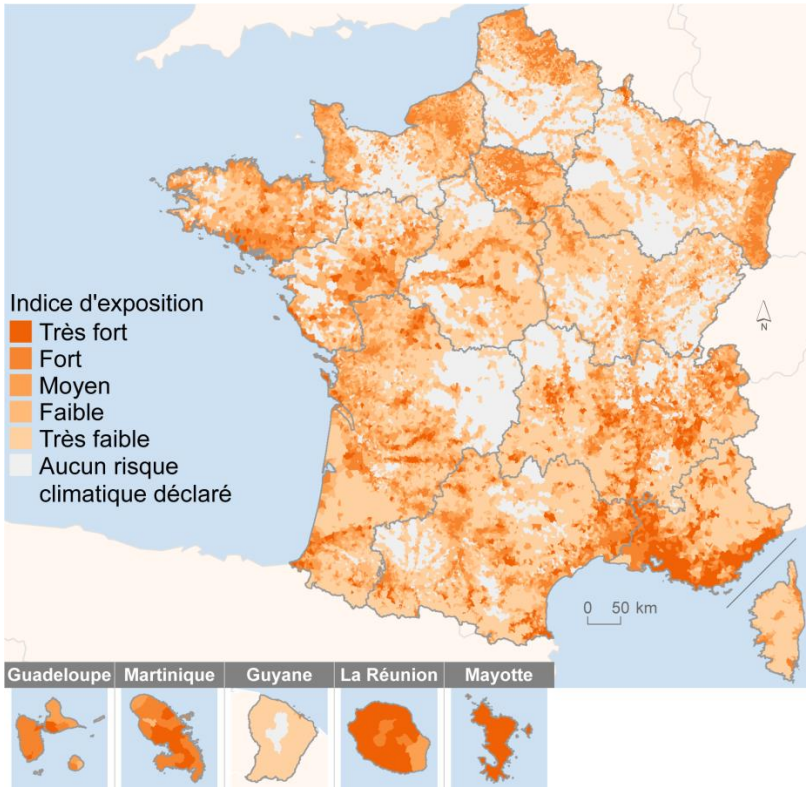 Indice d'exposition
Très fort
Fort
Moyen
Faible
Très faible
Aucun risque
climatique déclaré
N
0 50 km
Guadeloupe
Martinique
Guyane
La Réunion
Mayotte